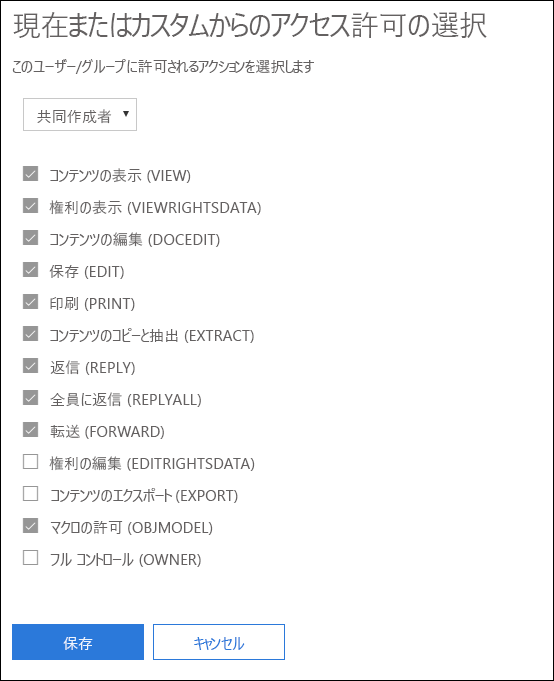 現在またはカスタムからのアクセス許可の選択
このユーザー/グループに許可されるアクションを選択します
共同作成者
コンテンツの表示 (VIEW)
権利の表示 (VIEWRIGHTSDATA)
コンテンツの編集 (DOCEDIT)
保存 (EDIT)
印刷 (PRINT)
コンテンツのコピーと抽出 (EXTRACT)
返信 (REPLY)
全員に返信 (REPLYALL)
転送 (FORWARD)
権利の編集 (EDITRIGHTSDATA)
コンテンツのエクスポート (EXPORT)
マクロの許可 (OBJMODEL)
フル コントロール (OWNER)
保存 キャンセル